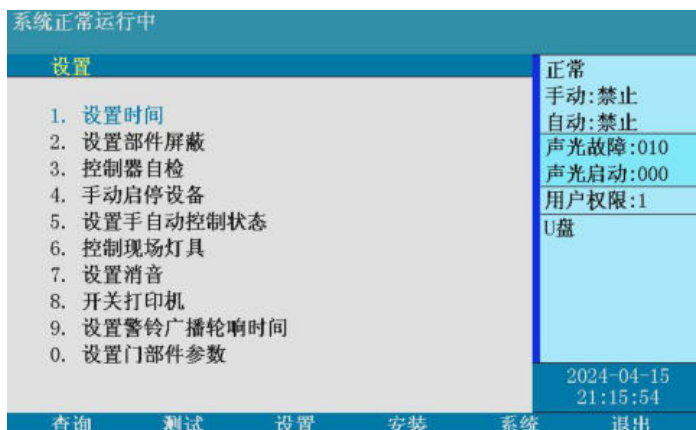 系统正常运行中
设置
1. 设置时间
2. 设置部件屏蔽
3. 控制器自检
4. 手动启停设备
5. 设置手自动控制状态
6. 控制现场灯具
7. 设置消音
8. 开关打印机
9. 设置警铃广播轮响时间
0. 设置门部件参数
正常
手动:禁止
自动:禁止
声光故障:010
声光启动:000
用户权限:1
U盘
2024-04-15
21:15:54
查询 测试 设置 安装 系统 退出